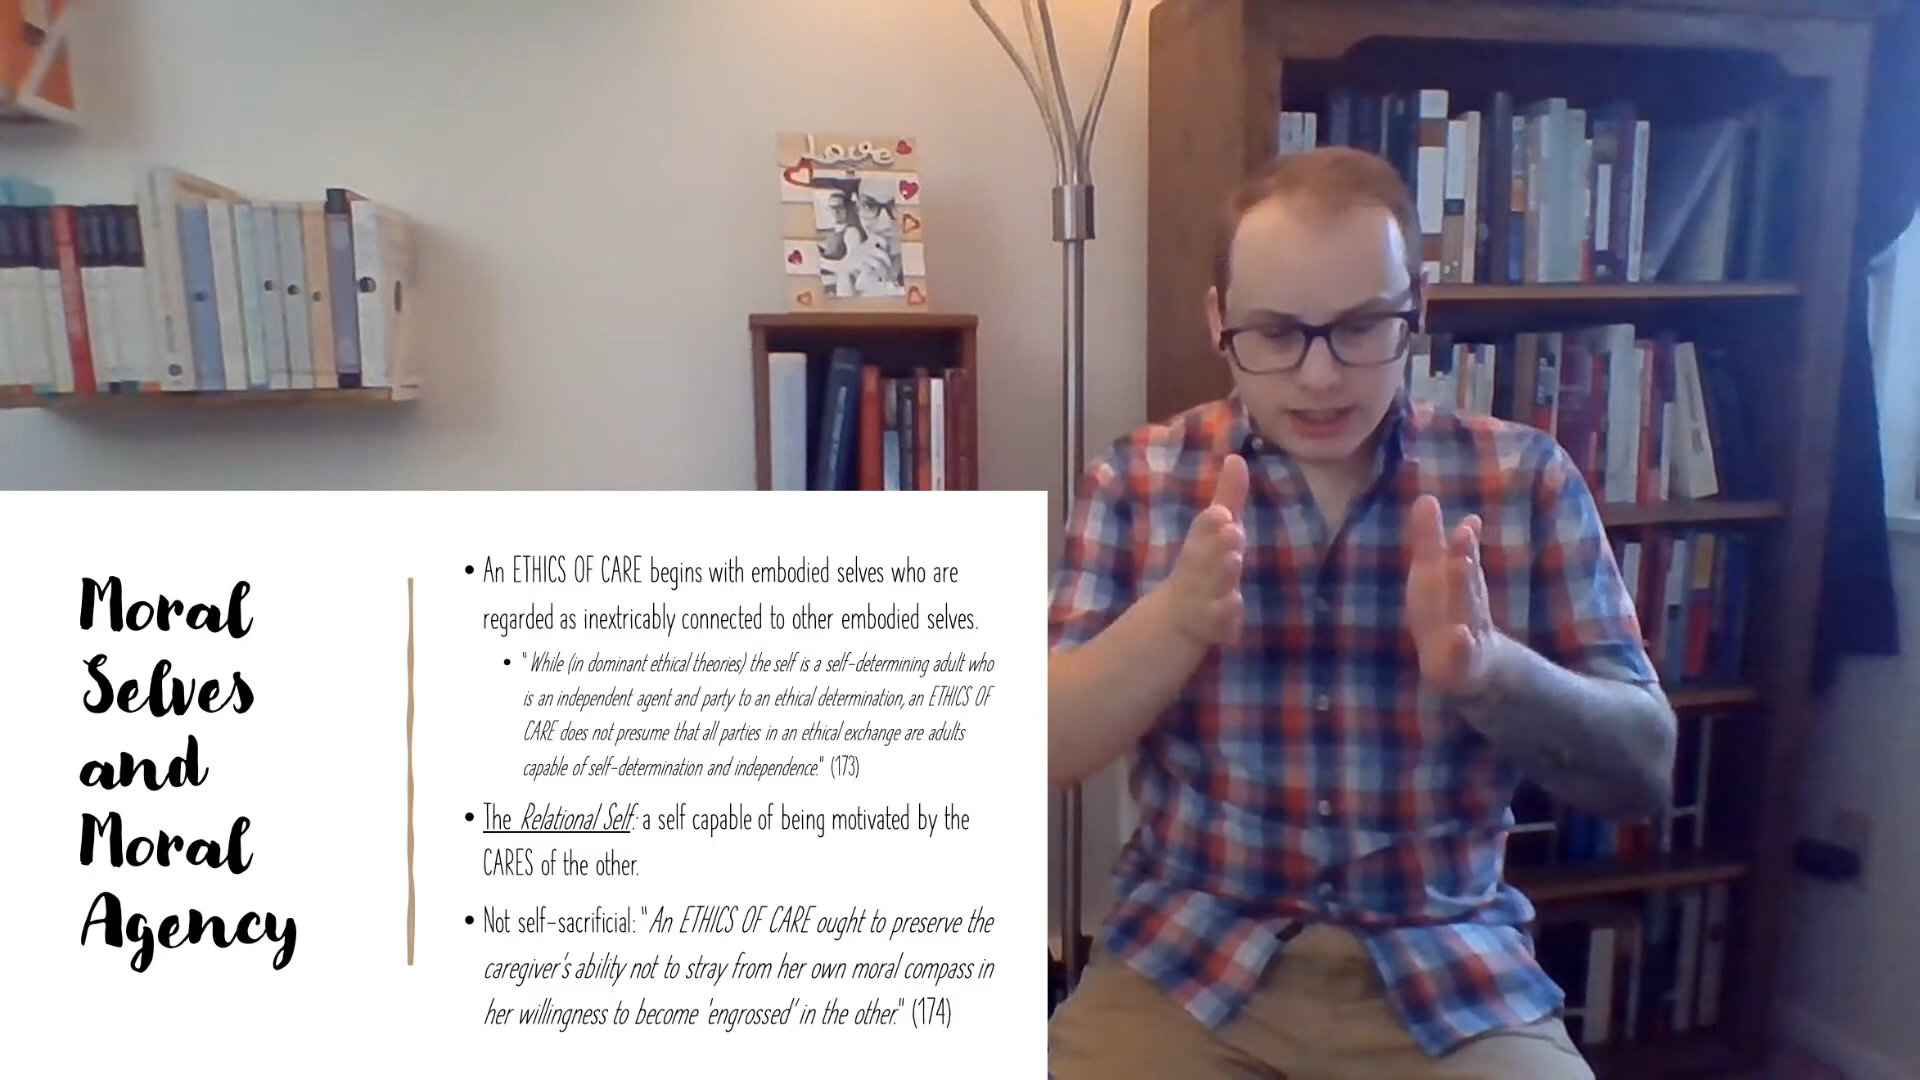 Love
Moral
Selves
and
Moral
Agency
• An ETHICS OF CARE begins with embodied selves who are
regarded as inextricably connected to other embodied selves.
• "While (in dominant ethical theories) the self is a self-determining adult who
is an independent agent and party to an ethical determination, an ETHICS OF
CARE does not presume that all parties in an ethical exchange are adults
capable of self-determination and independence." (173)
• The Relational Self: a self capable of being motivated by the
CARES of the other.
• Not self-sacrificial: "An ETHICS OF CARE ought to preserve the
caregiver's ability not to stray from her own moral compass in
her willingness to become 'engrossed' in the other." (174)